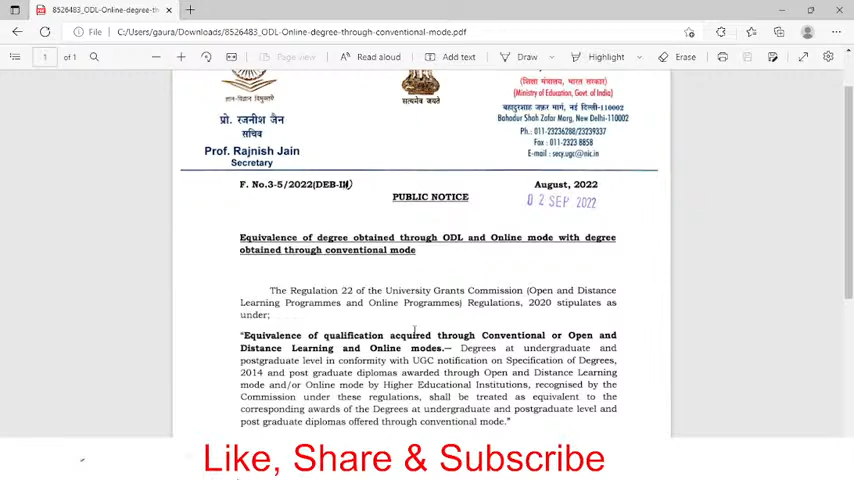 8526483_ODL-Online-degree-th
File
C:/Users/gaura/Downloads/8526483_ODL-Online-degree-through-conventional-mode.pdf
1 of 1
Page view
Read aloud
Add text
Draw
Highlight
Erase
ज्ञान-विज्ञान विमुक्तये
सत्यमेव जयते
(शिक्षा मंत्रालय, भारत सरकार)
(Ministry of Education, Govt. of India)
बहादुरशाह ज़फ़र मार्ग, नई दिल्ली-110002
Bahadur Shah Zafar Marg, New Delhi-110002
Ph.: 011-23236288/23239337
Fax : 011-2323 8858
E-mail : secy.ugc@nic.in
प्रो. रजनीश जैन
सचिव
Prof. Rajnish Jain
Secretary
F. No.3-5/2022(DEB-III)
August, 2022
PUBLIC NOTICE
02 SEP 2022
Equivalence of degree obtained through ODL and Online mode with degree
obtained through conventional mode
The Regulation 22 of the University Grants Commission (Open and Distance
Learning Programmes and Online Programmes) Regulations, 2020 stipulates as
under;
“Equivalence of qualification acquired through Conventional or Open and
Distance Learning and Online modes.— Degrees at undergraduate and
postgraduate level in conformity with UGC notification on Specification of Degrees,
2014 and post graduate diplomas awarded through Open and Distance Learning
mode and/or Online mode by Higher Educational Institutions, recognised by the
Commission under these regulations, shall be treated as equivalent to the
corresponding awards of the Degrees at undergraduate and postgraduate level and
post graduate diplomas offered through conventional mode.”
Like, Share & Subscribe